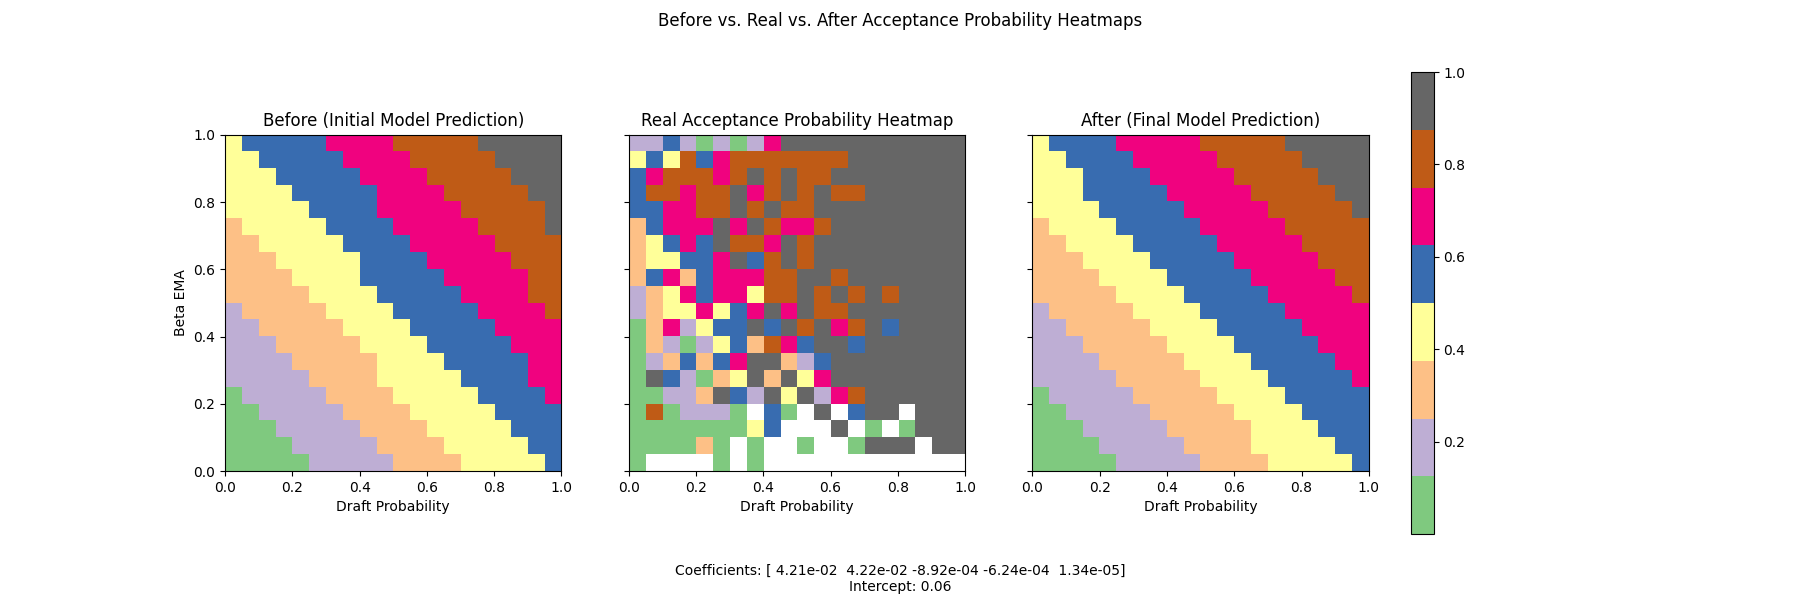 Before vs. Real vs. After Acceptance Probability Heatmaps
Before (Initial Model Prediction)
Real Acceptance Probability Heatmap
After (Final Model Prediction)
Beta EMA
1.0
0.8
0.6
0.4
0.2
0.0
0.0 0.2 0.4 0.6 0.8 1.0
Draft Probability
0.0 0.2 0.4 0.6 0.8 1.0
Draft Probability
0.0 0.2 0.4 0.6 0.8 1.0
Draft Probability
1.0
0.8
0.6
0.4
0.2
Coefficients: [ 4.21e-02  4.22e-02 -8.92e-04 -6.24e-04  1.34e-05]
Intercept: 0.06